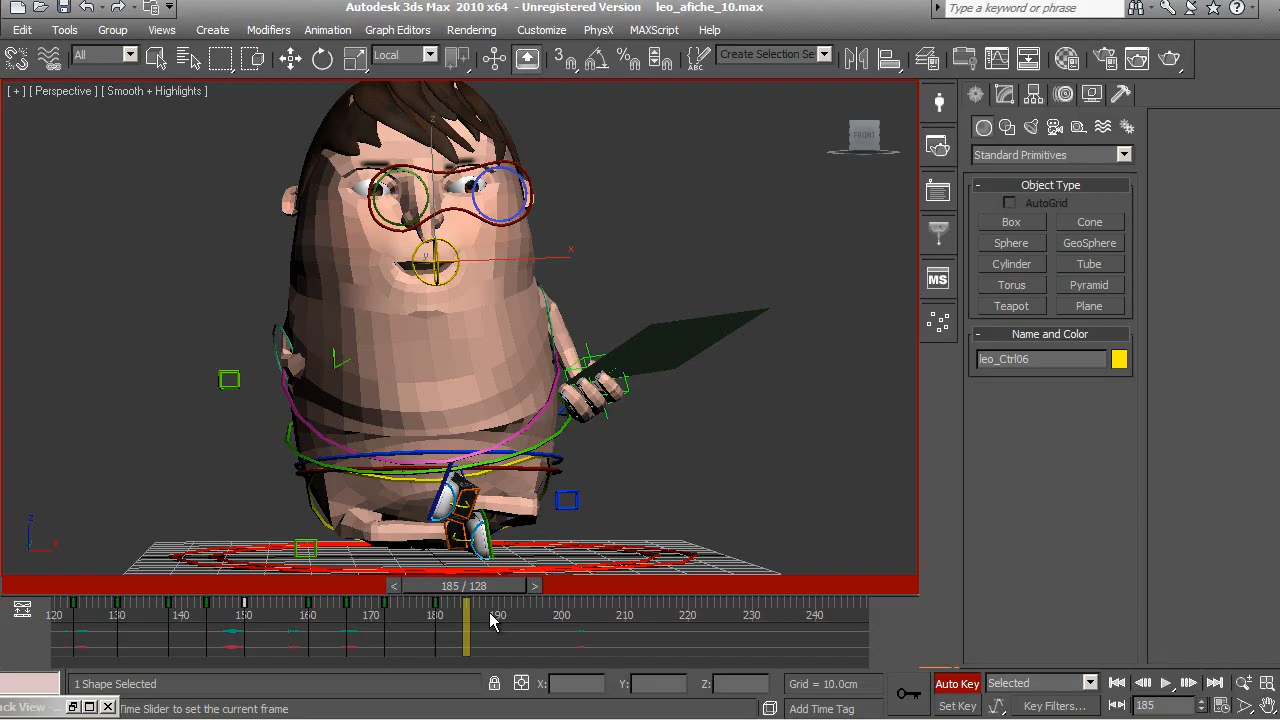 Autodesk 3ds Max 2010 x64 - Unregistered Version leo_afiche_10.max
Type a keyword or phrase
Edit Tools Group Views Create Modifiers Animation Graph Editors Rendering Customize PhysX MAXScript Help
All Local 3 % ABC Create Selection Se
[ + ] [ Perspective ] [ Smooth + Highlights ]
FRONT
z
x
y
z
x
MS
Standard Primitives
- Object Type
AutoGrid
Box Cone
Sphere GeoSphere
Cylinder Tube
Torus Pyramid
Teapot Plane
- Name and Color
leo_Ctrl06
< 185 / 128 >
120 130 140 150 160 170 180 190 200 210 220 230 240
1 Shape Selected X: Y: Z: Grid = 10.0cm Auto Key Selected
ack View - Time Slider to set the current frame Add Time Tag Set Key Key Filters... 185